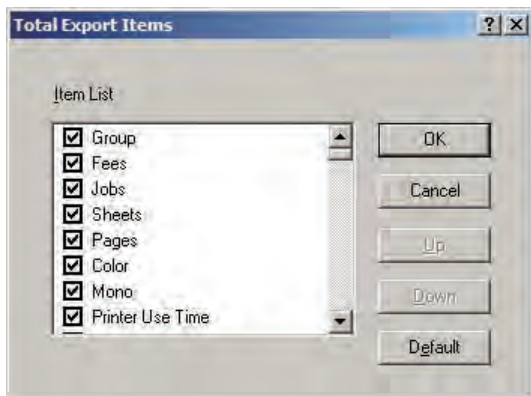 Total Export Items
Item List
Group
Fees
Jobs
Sheets
Pages
Color
Mono
Printer Use Time
OK
Cancel
Up
Down
Default